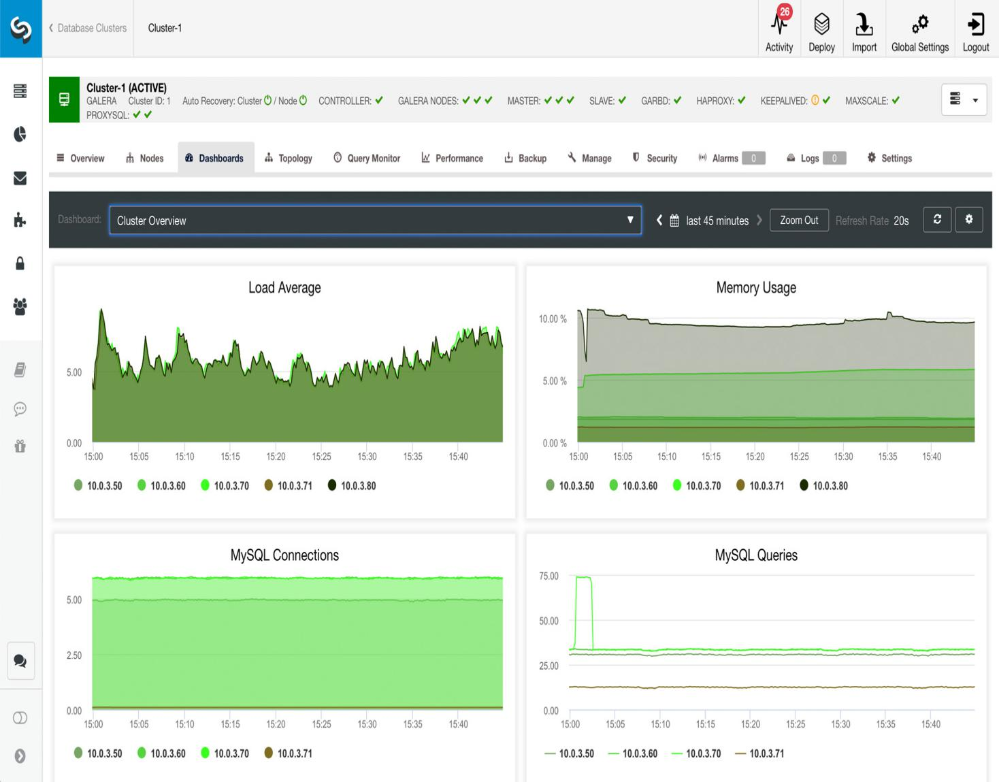 Database Clusters
Cluster-1
26
Activity
Deploy
Import
Global Settings
Logout
Cluster-1 (ACTIVE)
GALERA Cluster ID: 1 Auto Recovery: Cluster / Node CONTROLLER: GALERA NODES: MASTER: SLAVE: GARBD: HAPROXY: KEEPALIVED: MAXSCALE:
PROXYSQL:
Overview Nodes Dashboards Topology Query Monitor Performance Backup Manage Security Alarms 0 Logs 0 Settings
Dashboard: Cluster Overview last 45 minutes Zoom Out Refresh Rate 20s
Load Average
5.00
0.00
15:00 15:05 15:10 15:15 15:20 15:25 15:30 15:35 15:40
10.0.3.50 10.0.3.60 10.0.3.70 10.0.3.71 10.0.3.80
Memory Usage
10.00 %
5.00 %
0.00 %
15:00 15:05 15:10 15:15 15:20 15:25 15:30 15:35 15:40
10.0.3.50 10.0.3.60 10.0.3.70 10.0.3.71 10.0.3.80
MySQL Connections
5.00
2.50
0.00
15:00 15:05 15:10 15:15 15:20 15:25 15:30 15:35 15:40
10.0.3.50 10.0.3.60 10.0.3.70 10.0.3.71
MySQL Queries
75.00
50.00
25.00
0.00
15:00 15:05 15:10 15:15 15:20 15:25 15:30 15:35 15:40
10.0.3.50 10.0.3.60 10.0.3.70 10.0.3.71